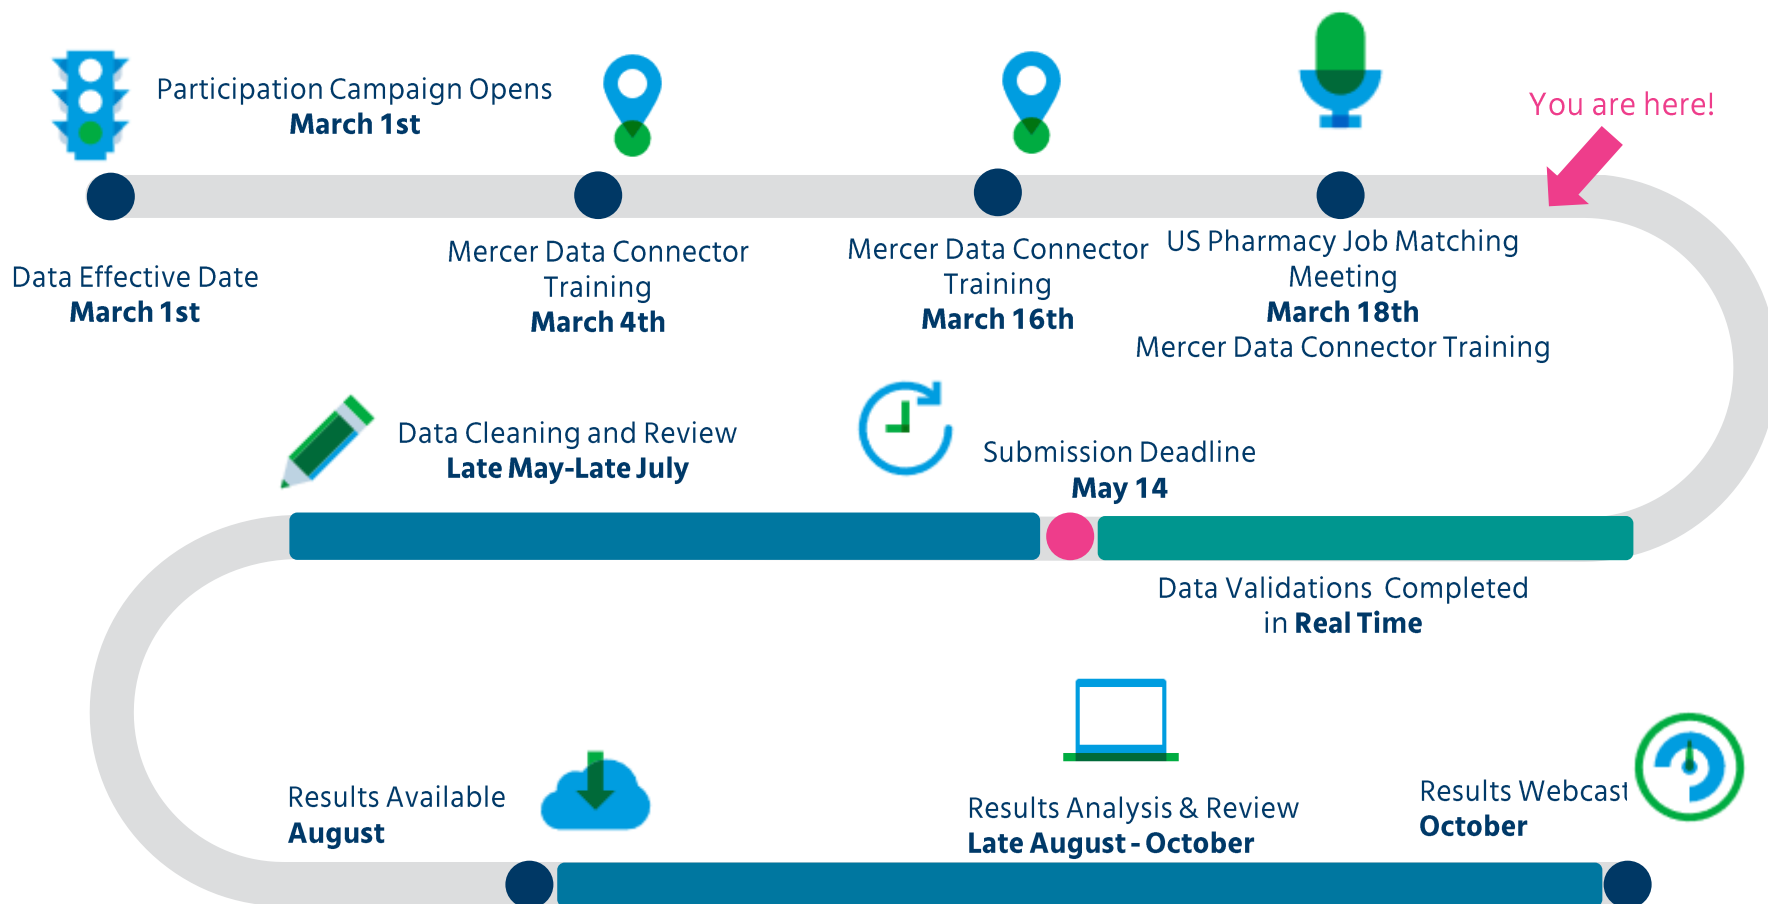 Participation Campaign Opens
March 1st
You are here!
Data Effective Date
March 1st
Mercer Data Connector
Training
March 4th
Mercer Data Connector
Training
March 16th
US Pharmacy Job Matching
Meeting
March 18th
Mercer Data Connector Training
Data Cleaning and Review
Late May-Late July
Submission Deadline
May 14
Data Validations Completed
in Real Time
Results Available
August
Results Analysis & Review
Late August - October
Results Webcast
October